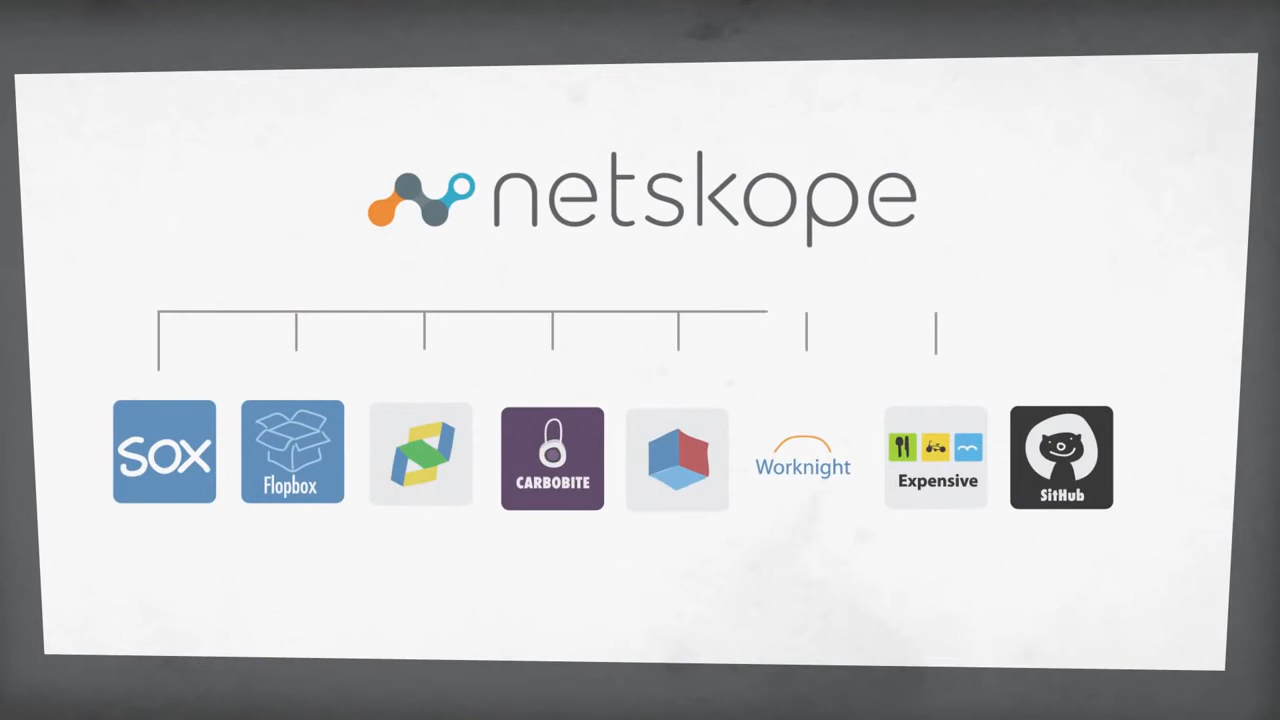 netskope
SOX
Flopbox
CARBOBITE
Worknight
Expensive
SitHub